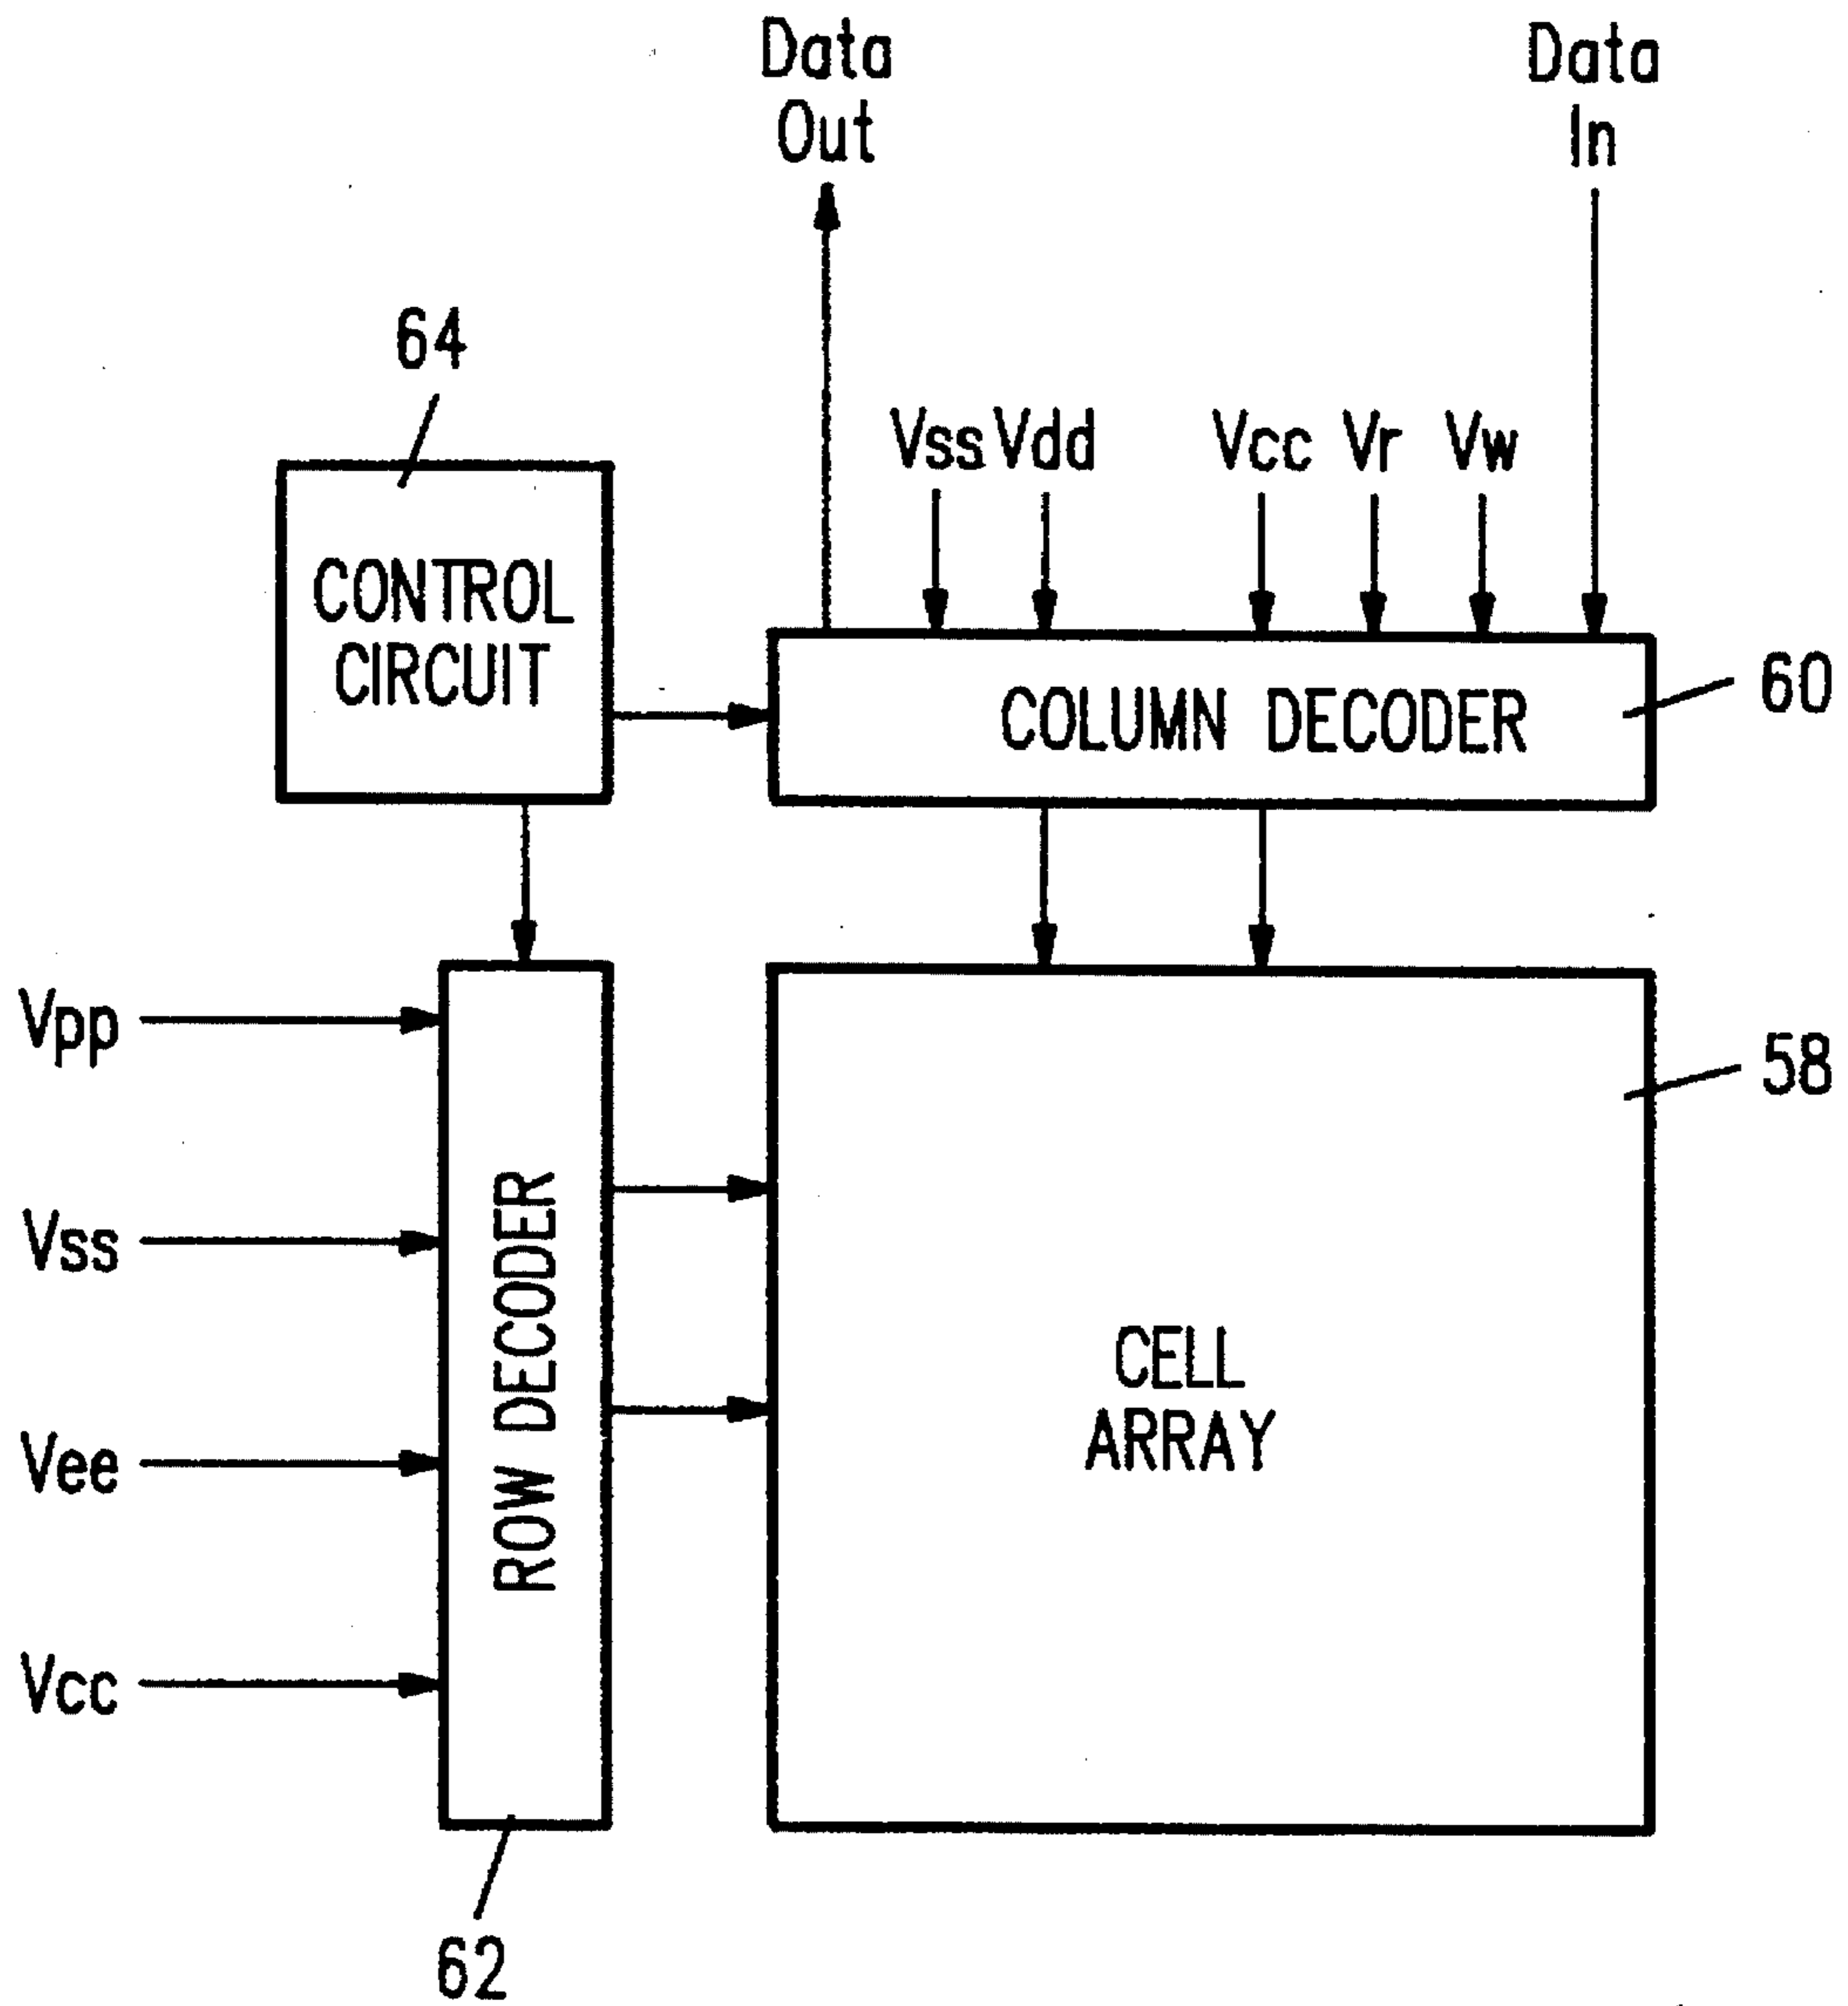 Data
Out
Data
In
64
Vss Vdd Vcc Vr Vw
CONTROL
CIRCUIT
COLUMN DECODER
60
Vpp
58
Vss
ROW DECODER
CELL
ARRAY
Vee
Vcc
62